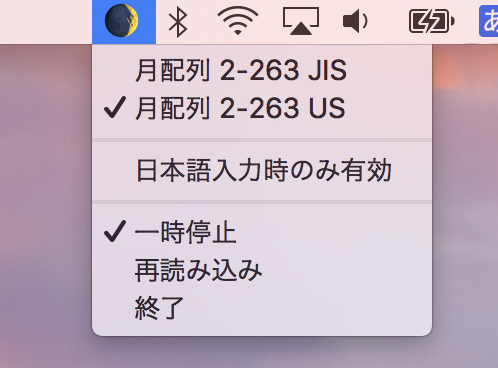 あ
月配列 2-263 JIS
月配列 2-263 US
日本語入力時のみ有効
一時停止
再読み込み
終了